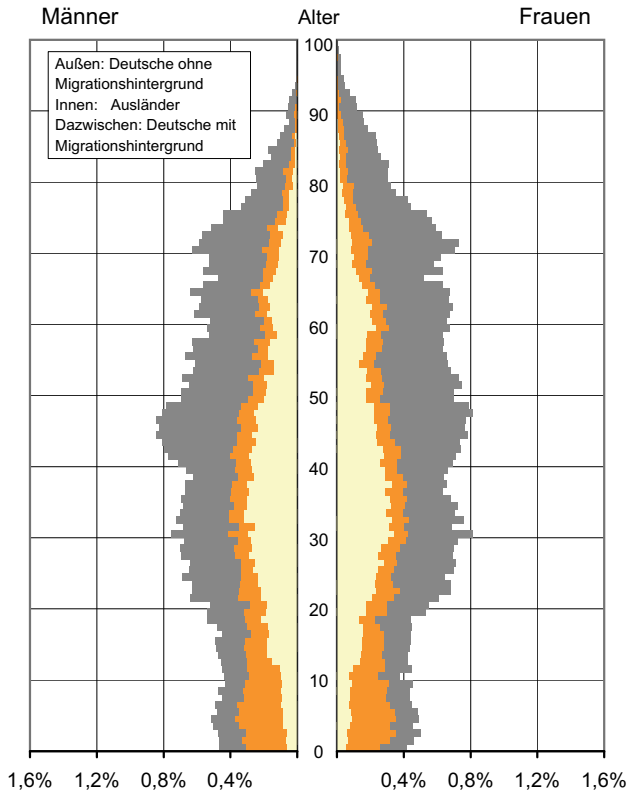 Männer Alter Frauen
Außen: Deutsche ohne
Migrationshintergrund
Innen: Ausländer
Dazwischen: Deutsche mit
Migrationshintergrund
100
90
80
70
60
50
40
30
20
10
0
1,6% 1,2% 0,8% 0,4% 0,4% 0,8% 1,2% 1,6%